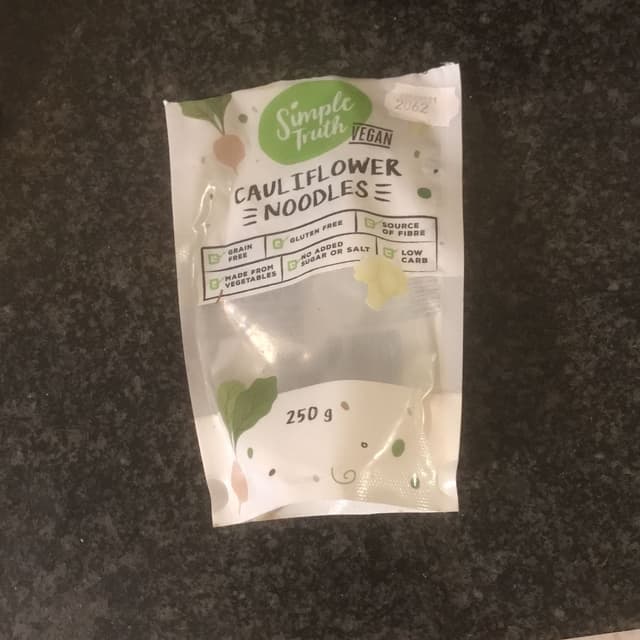 Simple
Truth
VEGAN
2062
CAULIFLOWER
NOODLES
GRAIN
FREE
GLUTEN FREE
SOURCE
OF FIBRE
MADE FROM
VEGETABLES
NO ADDED
SUGAR OR SALT
LOW
CARB
250 g